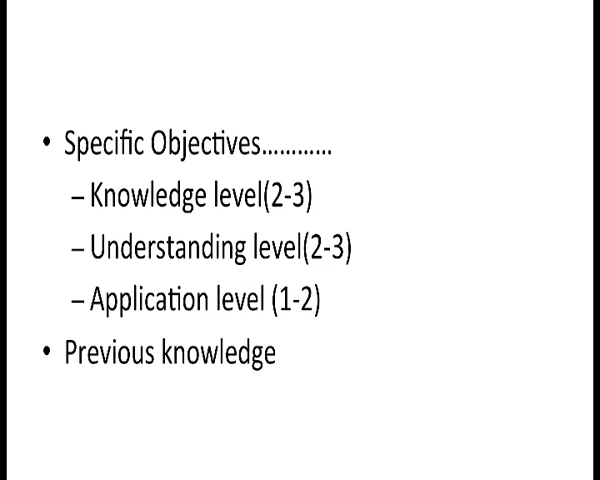 • Specific Objectives............
– Knowledge level(2-3)
– Understanding level(2-3)
– Application level (1-2)
• Previous knowledge